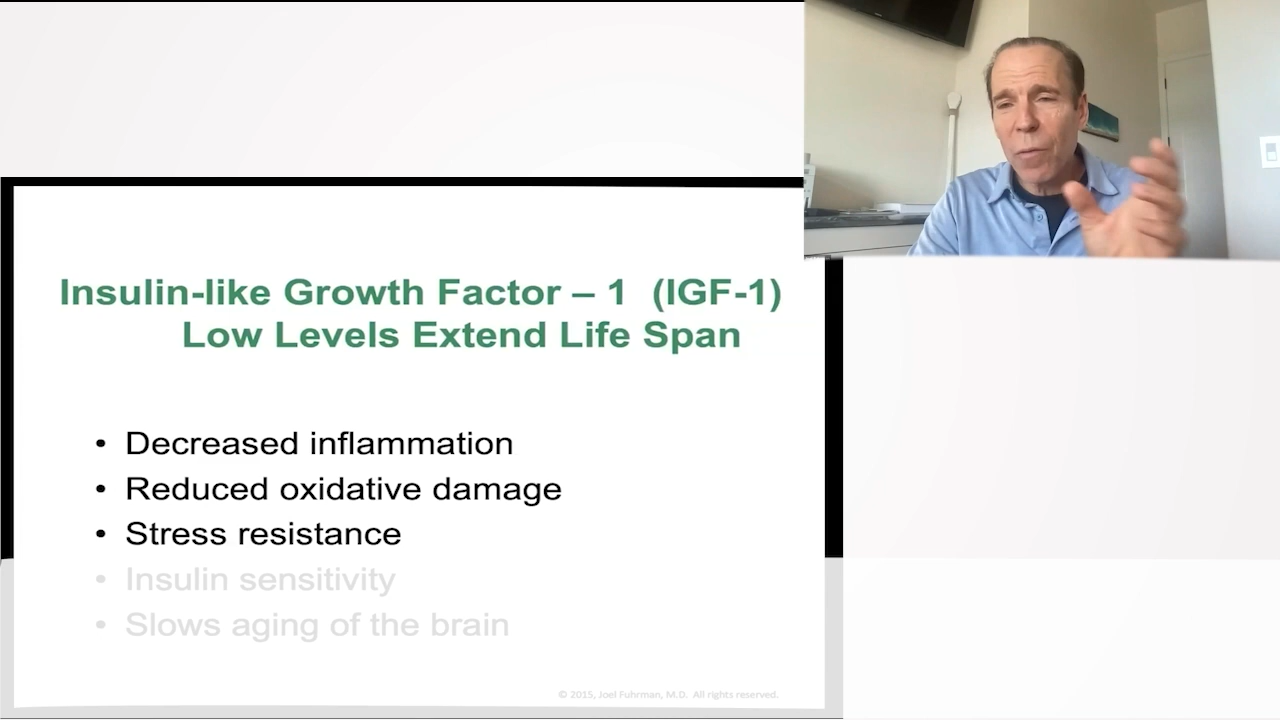 Insulin-like Growth Factor – 1 (IGF-1)
Low Levels Extend Life Span
• Decreased inflammation
• Reduced oxidative damage
• Stress resistance
• Insulin sensitivity
• Slows aging of the brain
© 2015, Joel Fuhrman, M.D. All rights reserved.